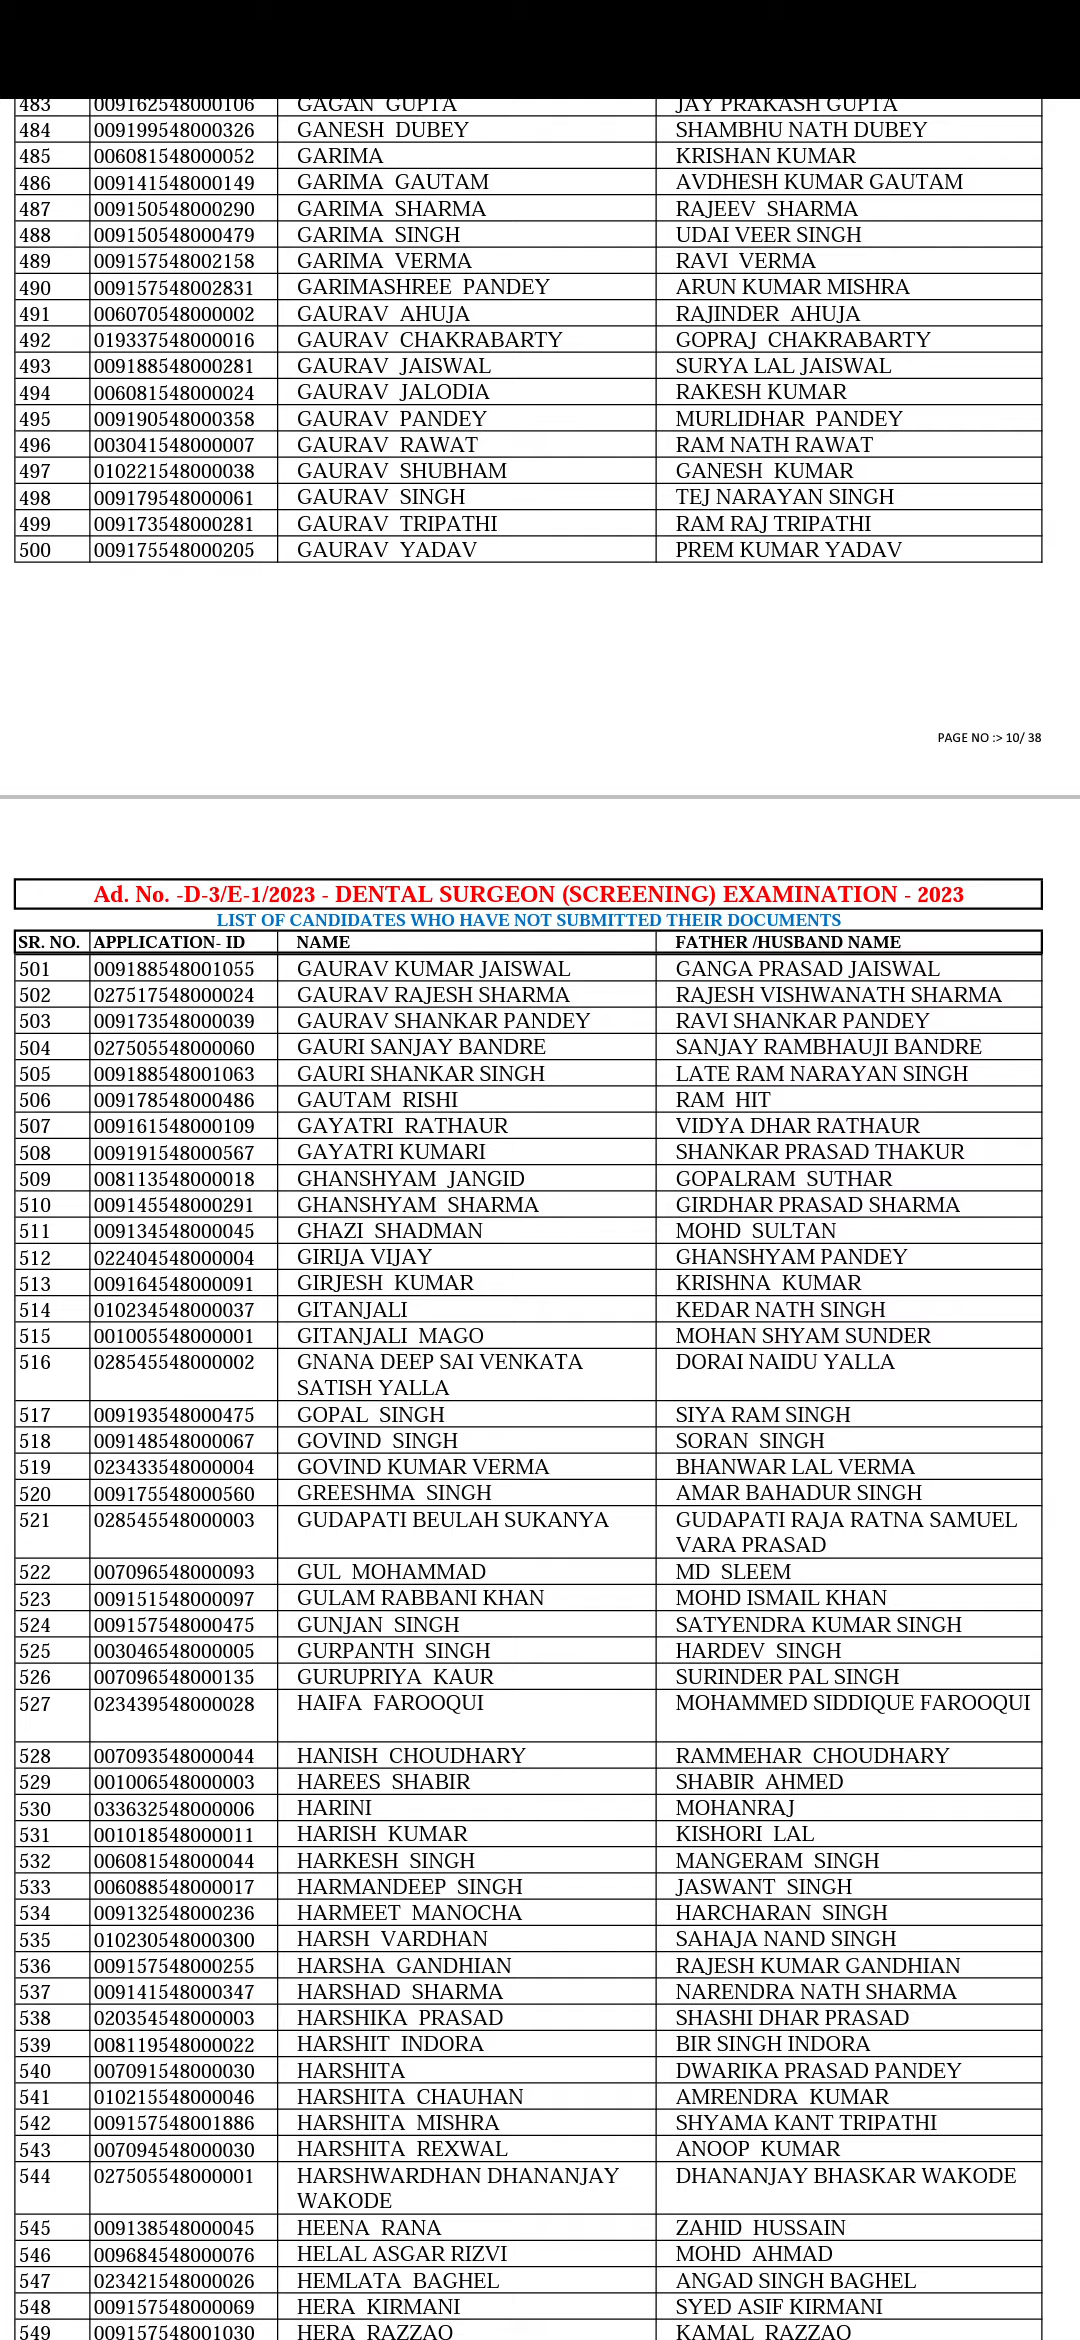 483 009162548000106 GAGAN GUPTA JAY PRAKASH GUPTA
484 009199548000326 GANESH DUBEY SHAMBHU NATH DUBEY
485 006081548000052 GARIMA KRISHAN KUMAR
486 009141548000149 GARIMA GAUTAM AVDHESH KUMAR GAUTAM
487 009150548000290 GARIMA SHARMA RAJEEV SHARMA
488 009150548000479 GARIMA SINGH UDAI VEER SINGH
489 009157548002158 GARIMA VERMA RAVI VERMA
490 009157548002831 GARIMASHREE PANDEY ARUN KUMAR MISHRA
491 006070548000002 GAURAV AHUJA RAJINDER AHUJA
492 019337548000016 GAURAV CHAKRABARTY GOPRAJ CHAKRABARTY
493 009188548000281 GAURAV JAISWAL SURYA LAL JAISWAL
494 006081548000024 GAURAV JALODIA RAKESH KUMAR
495 009190548000358 GAURAV PANDEY MURLIDHAR PANDEY
496 003041548000007 GAURAV RAWAT RAM NATH RAWAT
497 010221548000038 GAURAV SHUBHAM GANESH KUMAR
498 009179548000061 GAURAV SINGH TEJ NARAYAN SINGH
499 009173548000281 GAURAV TRIPATHI RAM RAJ TRIPATHI
500 009175548000205 GAURAV YADAV PREM KUMAR YADAV
PAGE NO :> 10/ 38
Ad. No. -D-3/E-1/2023 - DENTAL SURGEON (SCREENING) EXAMINATION - 2023
LIST OF CANDIDATES WHO HAVE NOT SUBMITTED THEIR DOCUMENTS
SR. NO. APPLICATION- ID NAME FATHER /HUSBAND NAME
501 009188548001055 GAURAV KUMAR JAISWAL GANGA PRASAD JAISWAL
502 027517548000024 GAURAV RAJESH SHARMA RAJESH VISHWANATH SHARMA
503 009173548000039 GAURAV SHANKAR PANDEY RAVI SHANKAR PANDEY
504 027505548000060 GAURI SANJAY BANDRE SANJAY RAMBHAUJI BANDRE
505 009188548001063 GAURI SHANKAR SINGH LATE RAM NARAYAN SINGH
506 009178548000486 GAUTAM RISHI RAM HIT
507 009161548000109 GAYATRI RATHAUR VIDYA DHAR RATHAUR
508 009191548000567 GAYATRI KUMARI SHANKAR PRASAD THAKUR
509 008113548000018 GHANSHYAM JANGID GOPALRAM SUTHAR
510 009145548000291 GHANSHYAM SHARMA GIRDHAR PRASAD SHARMA
511 009134548000045 GHAZI SHADMAN MOHD SULTAN
512 022404548000004 GIRIJA VIJAY GHANSHYAM PANDEY
513 009164548000091 GIRJESH KUMAR KRISHNA KUMAR
514 010234548000037 GITANJALI KEDAR NATH SINGH
515 001005548000001 GITANJALI MAGO MOHAN SHYAM SUNDER
516 028545548000002 GNANA DEEP SAI VENKATA DORAI NAIDU YALLA
SATISH YALLA
517 009193548000475 GOPAL SINGH SIYA RAM SINGH
518 009148548000067 GOVIND SINGH SORAN SINGH
519 023433548000004 GOVIND KUMAR VERMA BHANWAR LAL VERMA
520 009175548000560 GREESHMA SINGH AMAR BAHADUR SINGH
521 028545548000003 GUDAPATI BEULAH SUKANYA GUDAPATI RAJA RATNA SAMUEL
VARA PRASAD
522 007096548000093 GUL MOHAMMAD MD SLEEM
523 009151548000097 GULAM RABBANI KHAN MOHD ISMAIL KHAN
524 009157548000475 GUNJAN SINGH SATYENDRA KUMAR SINGH
525 003046548000005 GURPANTH SINGH HARDEV SINGH
526 007096548000135 GURUPRIYA KAUR SURINDER PAL SINGH
527 023439548000028 HAIFA FAROOQUI MOHAMMED SIDDIQUE FAROOQUI
528 007093548000044 HANISH CHOUDHARY RAMMEHAR CHOUDHARY
529 001006548000003 HAREES SHABIR SHABIR AHMED
530 033632548000006 HARINI MOHANRAJ
531 001018548000011 HARISH KUMAR KISHORI LAL
532 006081548000044 HARKESH SINGH MANGERAM SINGH
533 006088548000017 HARMANDEEP SINGH JASWANT SINGH
534 009132548000236 HARMEET MANOCHA HARCHARAN SINGH
535 010230548000300 HARSH VARDHAN SAHAJA NAND SINGH
536 009157548000255 HARSHA GANDHIAN RAJESH KUMAR GANDHIAN
537 009141548000347 HARSHAD SHARMA NARENDRA NATH SHARMA
538 020354548000003 HARSHIKA PRASAD SHASHI DHAR PRASAD
539 008119548000022 HARSHIT INDORA BIR SINGH INDORA
540 007091548000030 HARSHITA DWARIKA PRASAD PANDEY
541 010215548000046 HARSHITA CHAUHAN AMRENDRA KUMAR
542 009157548001886 HARSHITA MISHRA SHYAMA KANT TRIPATHI
543 007094548000030 HARSHITA REXWAL ANOOP KUMAR
544 027505548000001 HARSHWARDHAN DHANANJAY DHANANJAY BHASKAR WAKODE
WAKODE
545 009138548000045 HEENA RANA ZAHID HUSSAIN
546 009684548000076 HELAL ASGAR RIZVI MOHD AHMAD
547 023421548000026 HEMLATA BAGHEL ANGAD SINGH BAGHEL
548 009157548000069 HERA KIRMANI SYED ASIF KIRMANI
549 009157548001030 HERA RAZZAQ KAMAL RAZZAQ